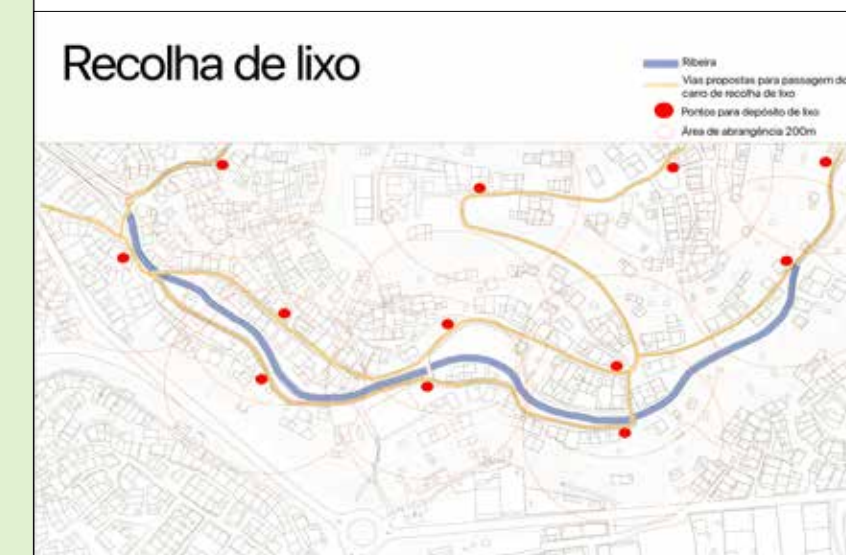 Recolha de lixo
Ribeira
Vias propostas para passagem do
carro de recolha de lixo
Pontos para depósito de lixo
Área de abrangência 200m